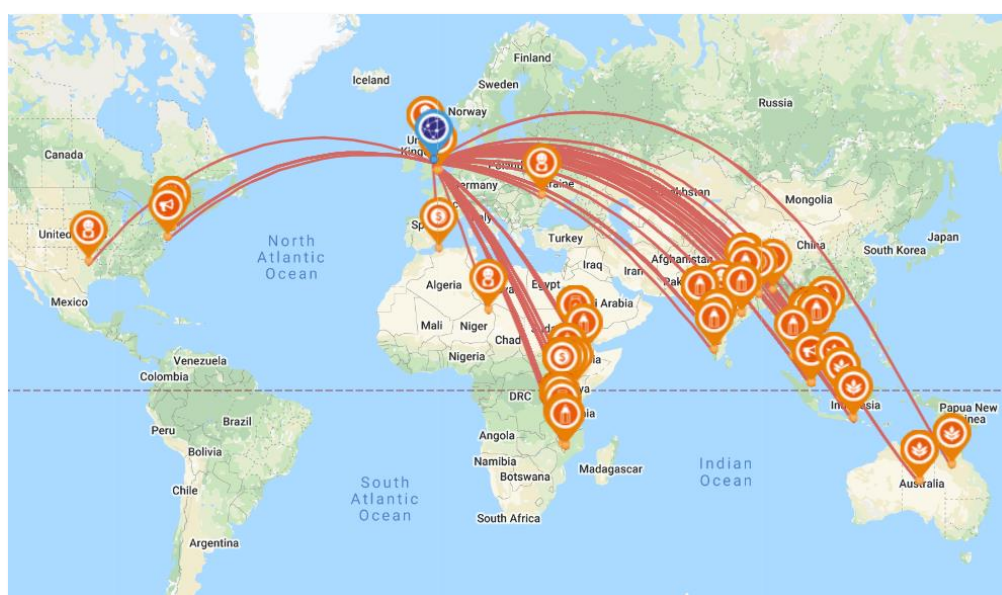 Iceland
Finland
Sweden
Norway
Russia
Canada
Germany
Mongolia
United
North
Atlantic
Ocean
Turkey
Afghanistan
China
Japan
South Korea
Iraq
Iran
Algeria
Egypt
Mexico
Mali
Niger
Chad
Venezuela
Nigeria
Colombia
DRC
Papua New
Peru
Brazil
Angola
Bolivia
Namibia
Madagascar
Indian
Ocean
Botswana
Australia
South
Atlantic
Ocean
Chile
South Africa
Argentina